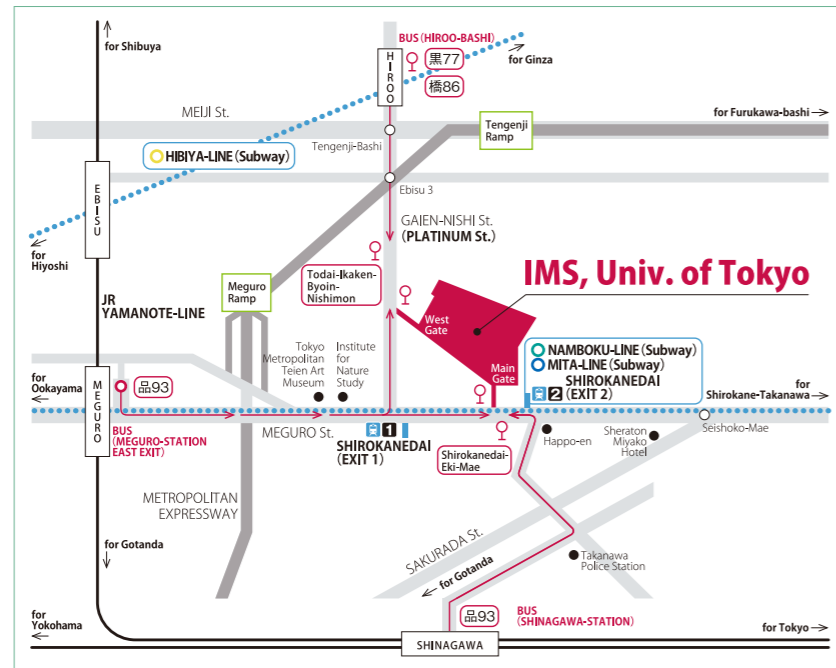 for Shibuya
BUS (HIROO-BASHI)
黒77
橋86
for Ginza
HIROO
MEIJI St.
Tengenji-Bashi
Tengenji
Ramp
for Furukawa-bashi
HIBIYA-LINE (Subway)
EBISU
Ebisu 3
GAIEN-NISHI St.
(PLATINUM St.)
for
Hiyoshi
Todai-Ikaken-
Byoin-
Nishimon
Meguro
Ramp
IMS, Univ. of Tokyo
JR
YAMANOTE-LINE
West
Gate
Main
Gate
Tokyo
Metropolitan
Teien Art
Museum
Institute
for
Nature
Study
NAMBOKU-LINE (Subway)
MITA-LINE (Subway)
SHIROKANEDAI
2 (EXIT 2)
for
Ookayama
MEGURO
品93
for
Shirokane-Takanawa
BUS
(MEGURO-STATION
EAST EXIT)
MEGURO St.
1
SHIROKANEDAI
(EXIT 1)
Shirokanedai-
Eki-Mae
Happo-en
Sheraton
Miyako
Hotel
Seishoko-Mae
METROPOLITAN
EXPRESSWAY
SAKURADA St.
for Gotanda
for Gotanda
Takanawa
Police Station
品93
BUS
(SHINAGAWA-STATION)
for
Yokohama
SHINAGAWA
for Tokyo